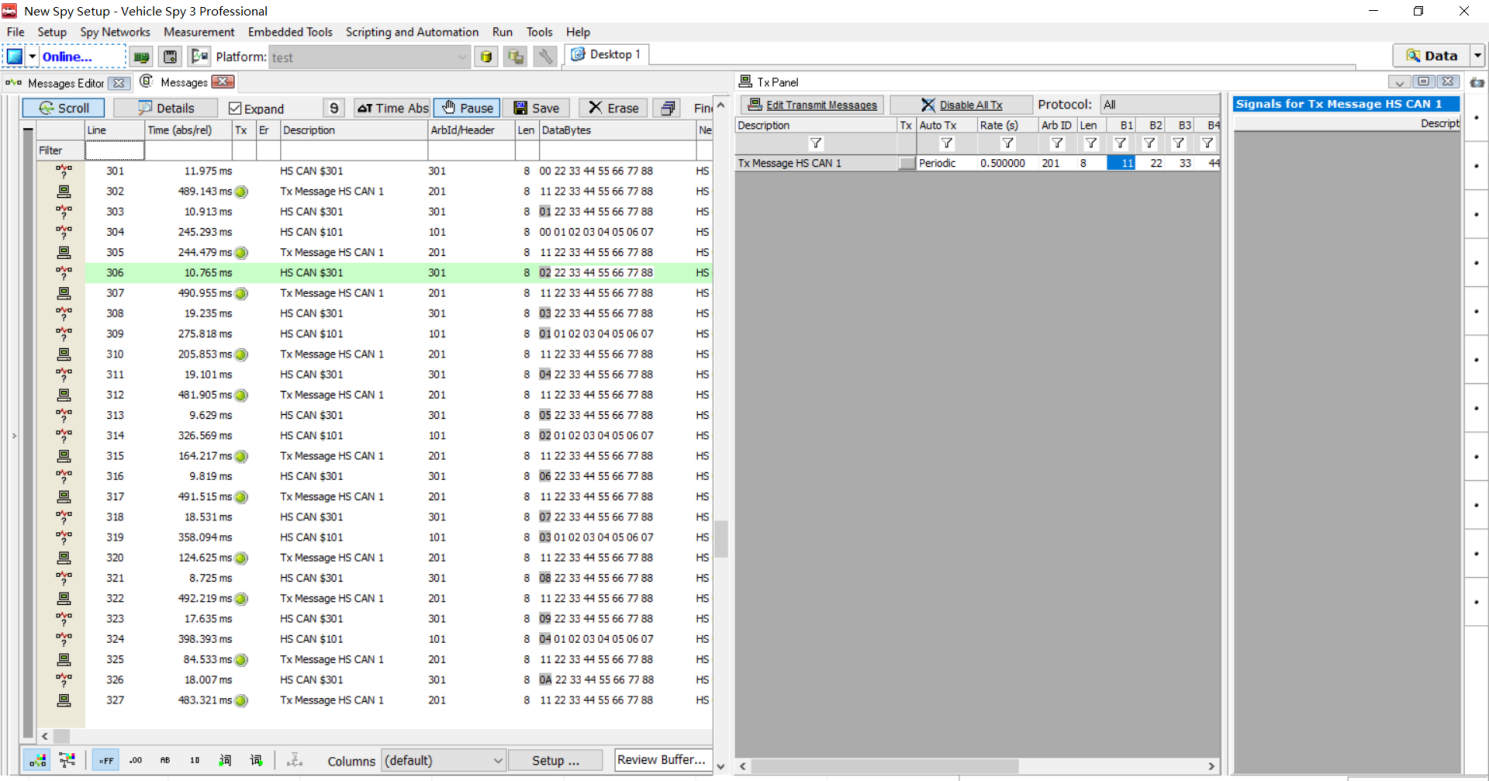 New Spy Setup - Vehicle Spy 3 Professional
File Setup Spy Networks Measurement Embedded Tools Scripting and Automation Run Tools Help
Online... Platform: test Desktop 1 Data
Messages Editor Messages Tx Panel
Scroll Details Expand 9 ΔT Time Abs Pause Save Erase Fin Edit Transmit Messages Disable All Tx Protocol: All Signals for Tx Message HS CAN 1
Line Time (abs/rel) Tx Er Description ArbId/Header Len DataBytes Ne Description Tx Auto Tx Rate (s) Arb ID Len B1 B2 B3 B4 Descript
Filter
Tx Message HS CAN 1 Periodic 0.500000 201 8 11 22 33 44
301 11.975 ms HS CAN $301 301 8 00 22 33 44 55 66 77 88 HS
302 489.143 ms Tx Message HS CAN 1 201 8 11 22 33 44 55 66 77 88 HS
303 10.913 ms HS CAN $301 301 8 01 22 33 44 55 66 77 88 HS
304 245.293 ms HS CAN $101 101 8 00 01 02 03 04 05 06 07 HS
305 244.479 ms Tx Message HS CAN 1 201 8 11 22 33 44 55 66 77 88 HS
306 10.765 ms HS CAN $301 301 8 02 22 33 44 55 66 77 88 HS
307 490.955 ms Tx Message HS CAN 1 201 8 11 22 33 44 55 66 77 88 HS
308 19.235 ms HS CAN $301 301 8 03 22 33 44 55 66 77 88 HS
309 275.818 ms HS CAN $101 101 8 01 01 02 03 04 05 06 07 HS
310 205.853 ms Tx Message HS CAN 1 201 8 11 22 33 44 55 66 77 88 HS
311 19.101 ms HS CAN $301 301 8 04 22 33 44 55 66 77 88 HS
312 481.905 ms Tx Message HS CAN 1 201 8 11 22 33 44 55 66 77 88 HS
313 9.629 ms HS CAN $301 301 8 05 22 33 44 55 66 77 88 HS
314 326.569 ms HS CAN $101 101 8 02 01 02 03 04 05 06 07 HS
315 164.217 ms Tx Message HS CAN 1 201 8 11 22 33 44 55 66 77 88 HS
316 9.819 ms HS CAN $301 301 8 06 22 33 44 55 66 77 88 HS
317 491.515 ms Tx Message HS CAN 1 201 8 11 22 33 44 55 66 77 88 HS
318 18.531 ms HS CAN $301 301 8 07 22 33 44 55 66 77 88 HS
319 358.094 ms HS CAN $101 101 8 03 01 02 03 04 05 06 07 HS
320 124.625 ms Tx Message HS CAN 1 201 8 11 22 33 44 55 66 77 88 HS
321 8.725 ms HS CAN $301 301 8 08 22 33 44 55 66 77 88 HS
322 492.219 ms Tx Message HS CAN 1 201 8 11 22 33 44 55 66 77 88 HS
323 17.635 ms HS CAN $301 301 8 09 22 33 44 55 66 77 88 HS
324 398.393 ms HS CAN $101 101 8 04 01 02 03 04 05 06 07 HS
325 84.533 ms Tx Message HS CAN 1 201 8 11 22 33 44 55 66 77 88 HS
326 18.007 ms HS CAN $301 301 8 0A 22 33 44 55 66 77 88 HS
327 483.321 ms Tx Message HS CAN 1 201 8 11 22 33 44 55 66 77 88 HS
=FF .00 AB 10 词 词 Columns (default) Setup ... Review Buffer...